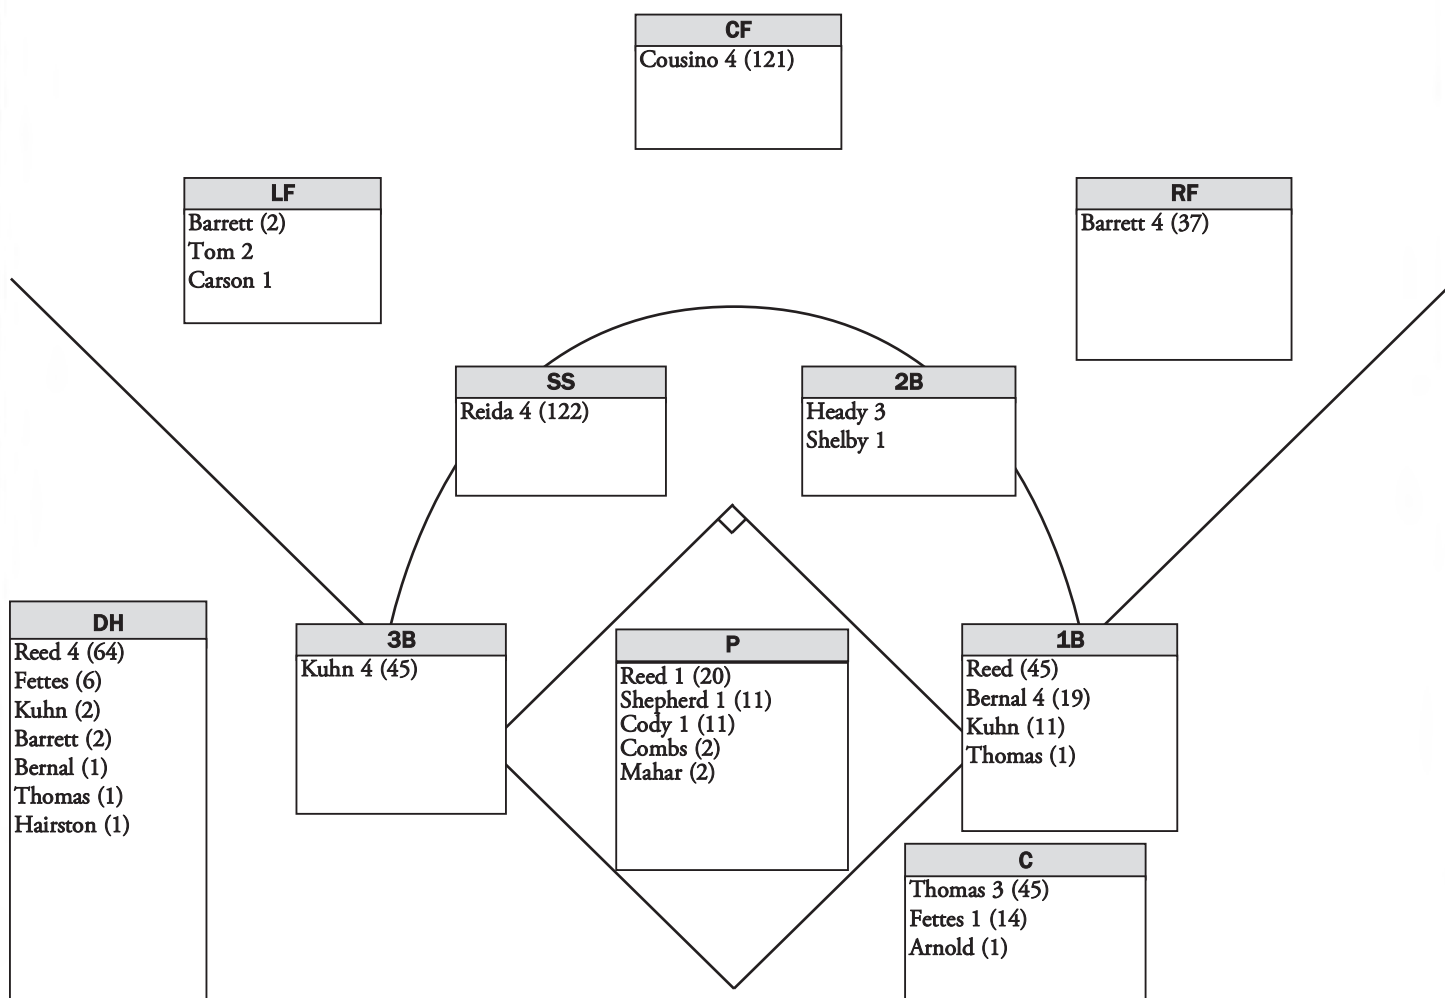 CF
Cousino 4 (121)
LF
Barrett (2)
Tom 2
Carson 1
RF
Barrett 4 (37)
SS
Reida 4 (122)
2B
Heady 3
Shelby 1
DH
Reed 4 (64)
Fettes (6)
Kuhn (2)
Barrett (2)
Bernal (1)
Thomas (1)
Hairston (1)
3B
Kuhn 4 (45)
P
Reed 1 (20)
Shepherd 1 (11)
Cody 1 (11)
Combs (2)
Mahar (2)
1B
Reed (45)
Bernal 4 (19)
Kuhn (11)
Thomas (1)
C
Thomas 3 (45)
Fettes 1 (14)
Arnold (1)